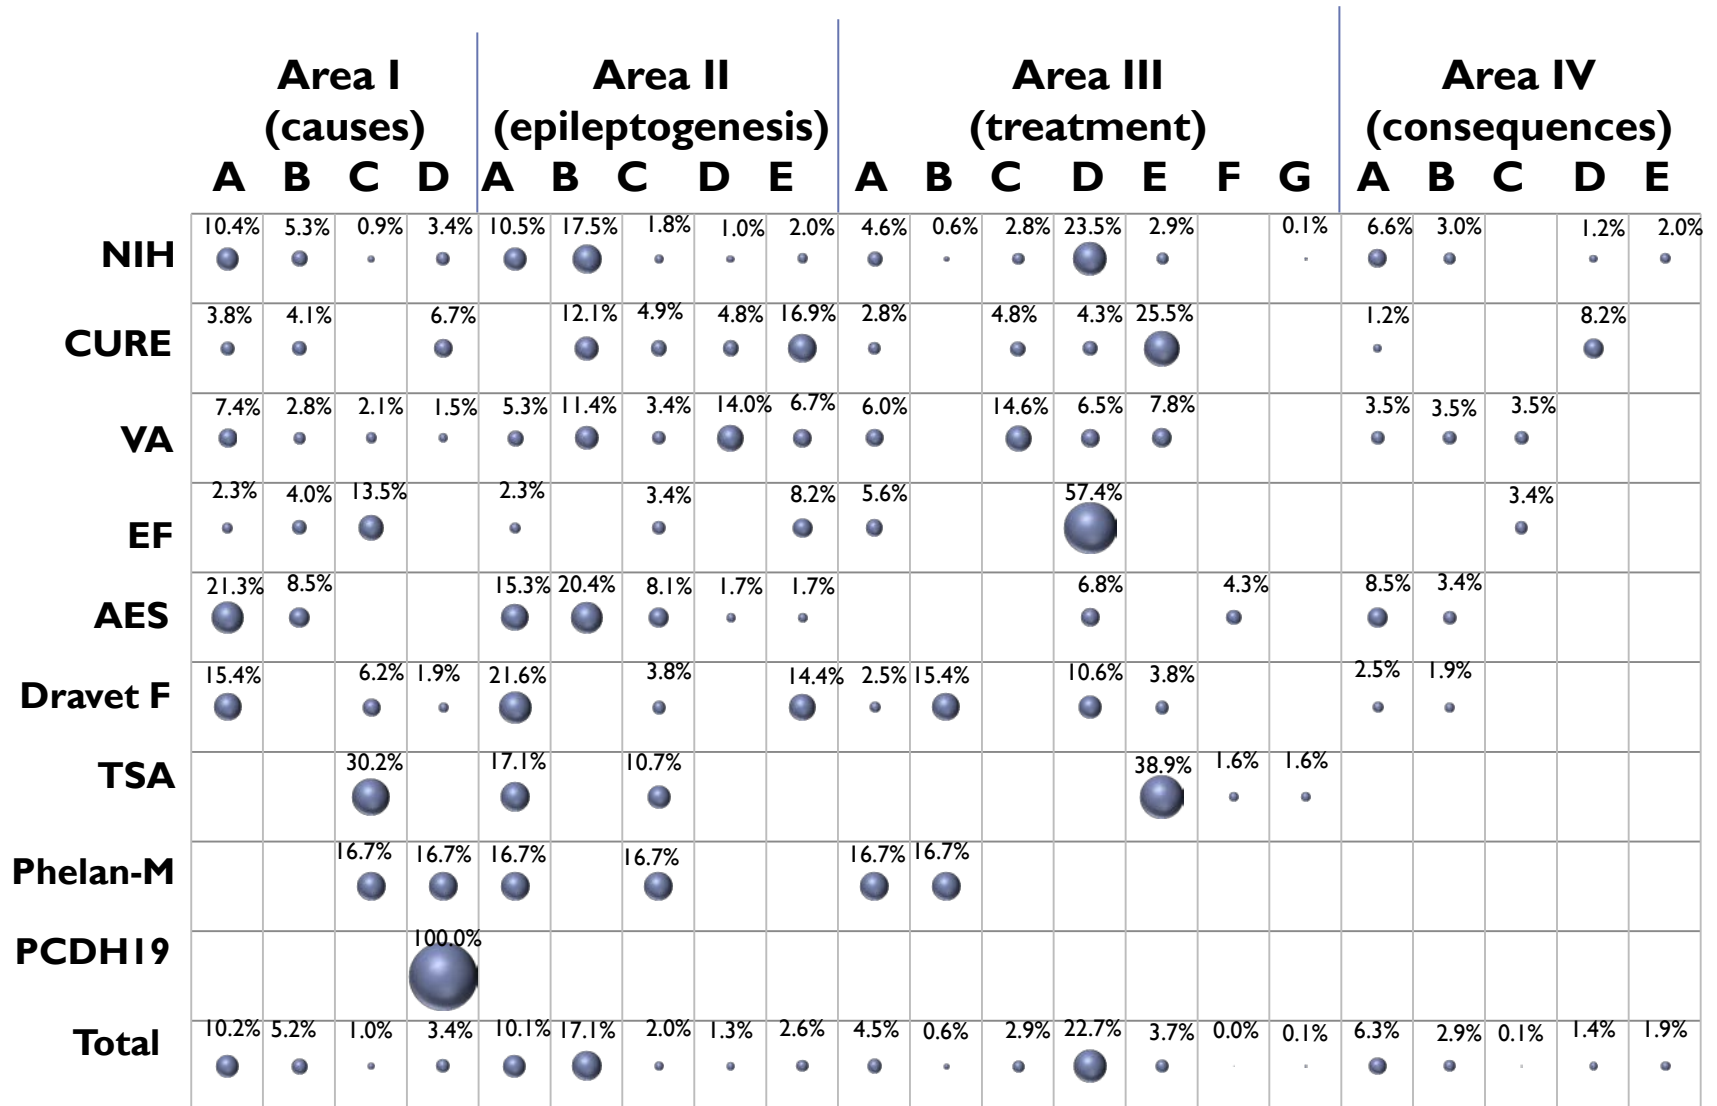 Area I Area II Area III Area IV
(causes) (epileptogenesis) (treatment) (consequences)
A B C D A B C D E A B C D E F G A B C D E
NIH 10.4% 5.3% 0.9% 3.4% 10.5% 17.5% 1.8% 1.0% 2.0% 4.6% 0.6% 2.8% 23.5% 2.9% 0.1% 6.6% 3.0% 1.2% 2.0%
CURE 3.8% 4.1% 6.7% 12.1% 4.9% 4.8% 16.9% 2.8% 4.8% 4.3% 25.5% 1.2% 8.2%
VA 7.4% 2.8% 2.1% 1.5% 5.3% 11.4% 3.4% 14.0% 6.7% 6.0% 14.6% 6.5% 7.8% 3.5% 3.5% 3.5%
EF 2.3% 4.0% 13.5% 2.3% 3.4% 8.2% 5.6% 57.4% 3.4%
AES 21.3% 8.5% 15.3% 20.4% 8.1% 1.7% 1.7% 6.8% 4.3% 8.5% 3.4%
Dravet F 15.4% 6.2% 1.9% 21.6% 3.8% 14.4% 2.5% 15.4% 10.6% 3.8% 2.5% 1.9%
TSA 30.2% 17.1% 10.7% 38.9% 1.6% 1.6%
Phelan-M 16.7% 16.7% 16.7% 16.7% 16.7% 16.7%
PCDH19 100.0%
Total 10.2% 5.2% 1.0% 3.4% 10.1% 17.1% 2.0% 1.3% 2.6% 4.5% 0.6% 2.9% 22.7% 3.7% 0.0% 0.1% 6.3% 2.9% 0.1% 1.4% 1.9%